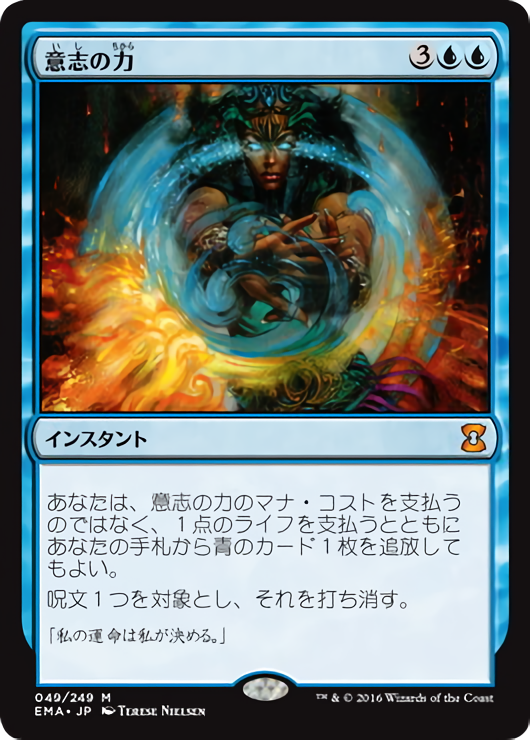 いし ちから
意志の力 3
インスタント
あなたは、意志の力のマナ・コストを支払う
のではなく、１点のライフを支払うとともに
あなたの手札から青のカード１枚を追放して
もよい。
呪文１つを対象とし、それを打ち消す。
「私の運命は私が決める。」
049/249 M
EMA • JP Terese Nielsen
™ & © 2016 Wizards of the Coast